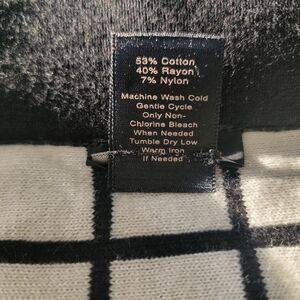 53% Cotton
40% Rayon
7% Nylon
Machine Wash Cold
Gentle Cycle
Only Non-
Chlorine Bleach
When Needed
Tumble Dry Low
Warm Iron
If Needed